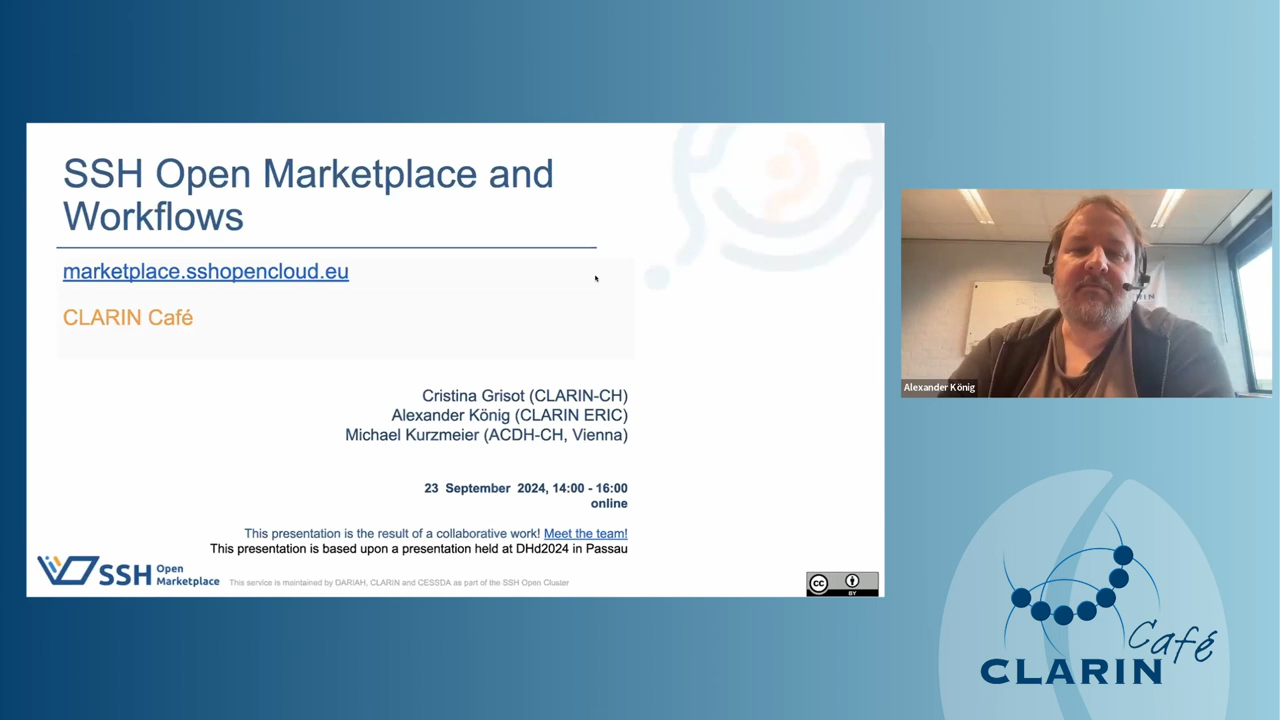 SSH Open Marketplace and
Workflows
marketplace.sshopencloud.eu
CLARIN Café
Cristina Grisot (CLARIN-CH)
Alexander König (CLARIN ERIC)
Michael Kurzmeier (ACDH-CH, Vienna)
23 September 2024, 14:00 - 16:00
online
This presentation is the result of a collaborative work! Meet the team!
This presentation is based upon a presentation held at DHd2024 in Passau
SSH Open
Marketplace
This service is maintained by DARIAH, CLARIN and CESSDA as part of the SSH Open Cluster
cc
BY
RIN
Alexander König
Café
CLARIN